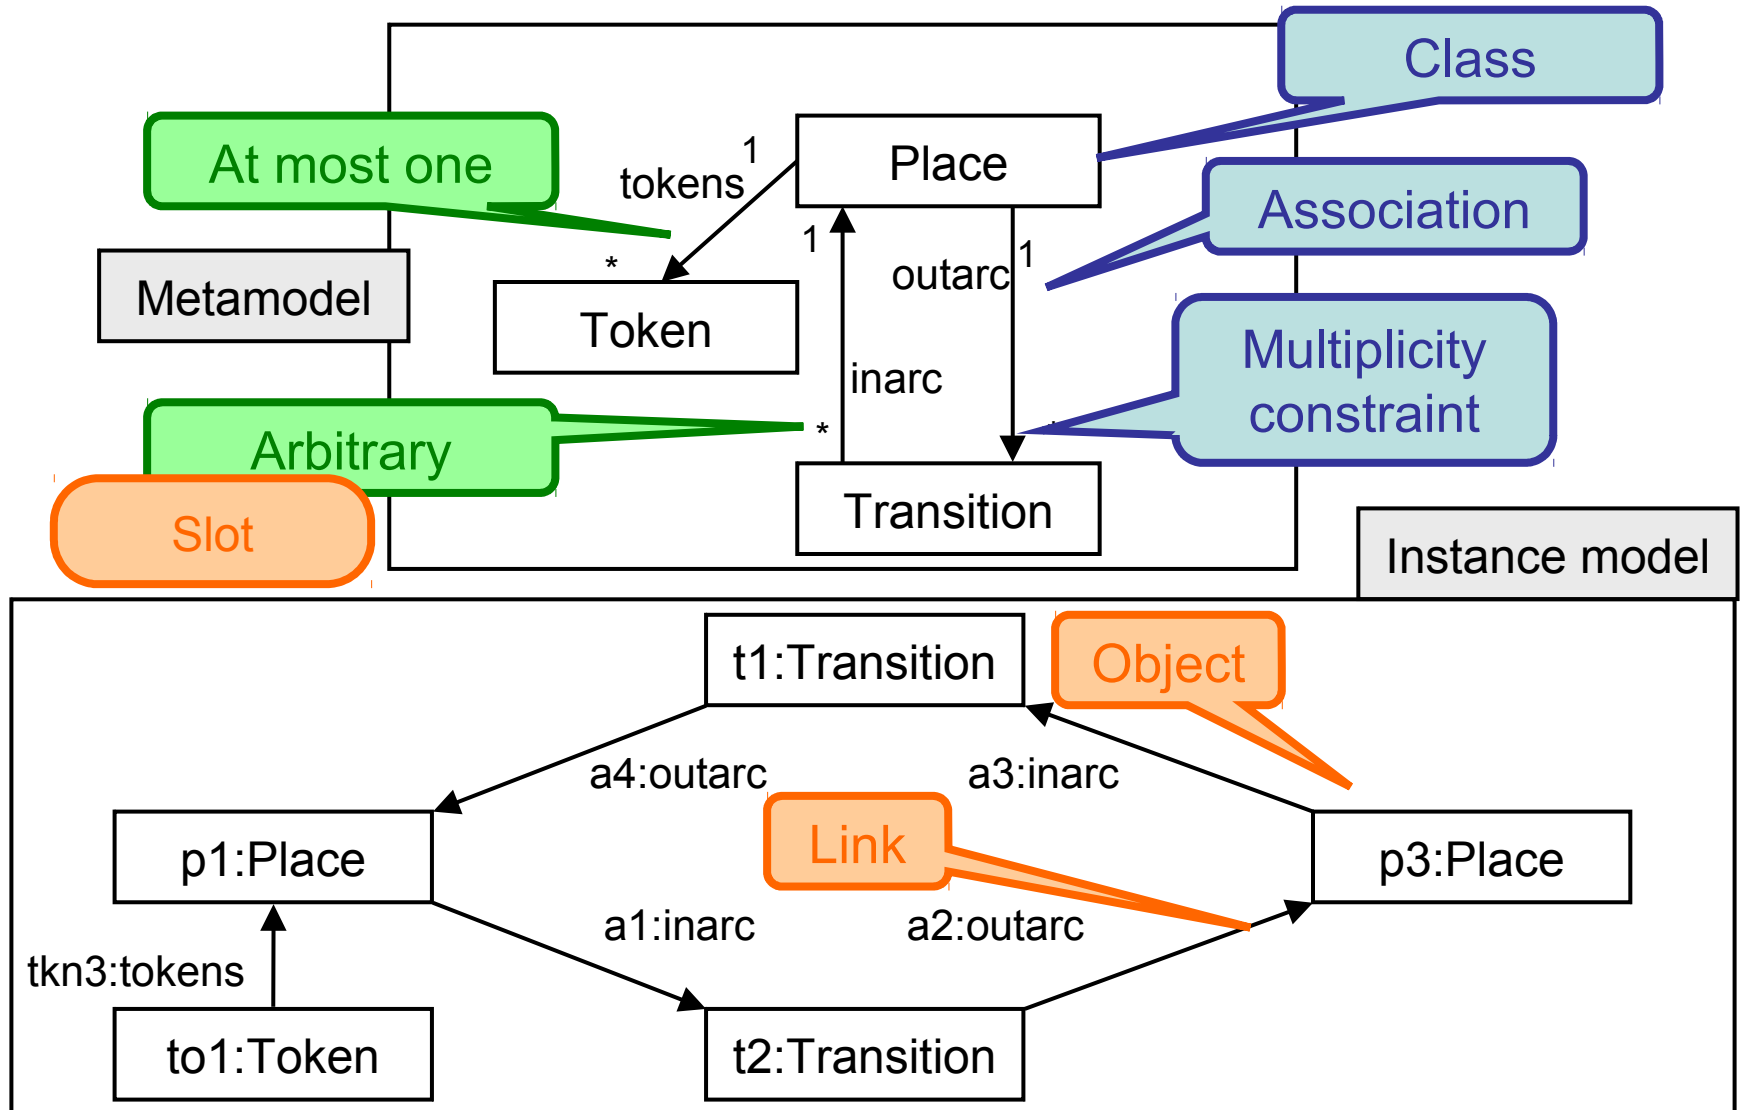 Class
At most one
1
Place
tokens
Association
1
1
outarc
*
Metamodel
Token
Multiplicity
constraint
inarc
*
Arbitrary
Transition
Slot
Instance model
t1:Transition
Object
a4:outarc
a3:inarc
p1:Place
Link
p3:Place
a1:inarc
a2:outarc
tkn3:tokens
to1:Token
t2:Transition